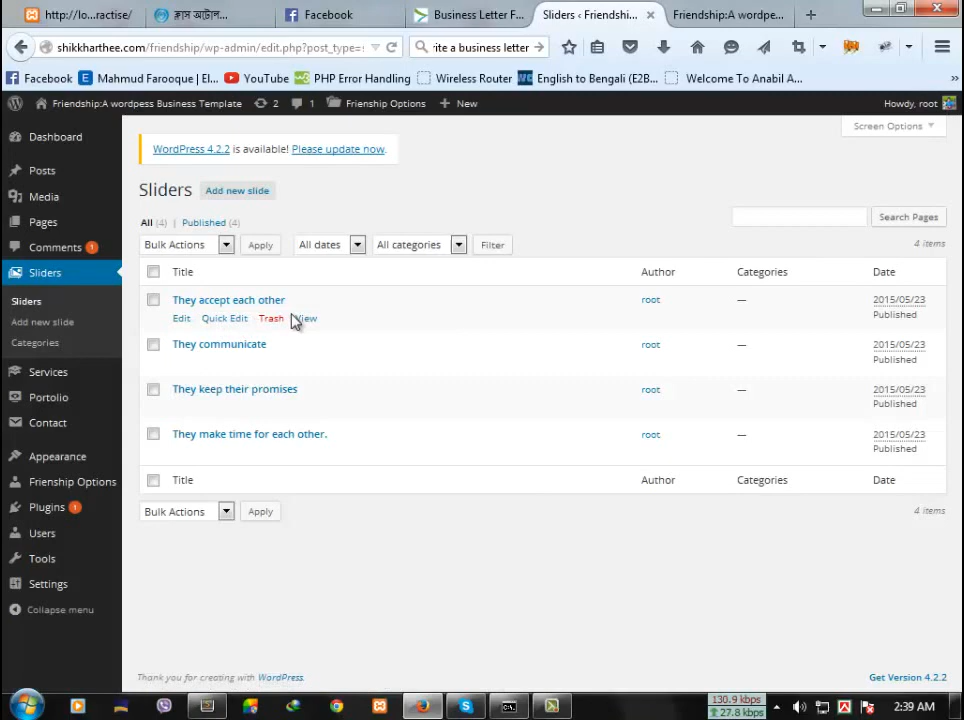 http://lo...ractise/
ক্লাস অ্যাটাল...
Facebook
Business Letter F...
Sliders ‹ Friendshi...
Friendship:A wordpe...
shikkharthee.com/friendship/wp-admin/edit.php?post_type=s
rite a business letter
Facebook
Mahmud Farooque | El...
YouTube
PHP Error Handling
Wireless Router
English to Bengali (E2B...
Welcome To Anabil A...
Friendship:A wordpess Business Template
2
1
Frienship Options
New
Howdy, root
Dashboard
Posts
Media
Pages
Comments 1
Sliders
Sliders
Add new slide
Categories
Services
Portolio
Contact
Appearance
Frienship Options
Plugins 1
Users
Tools
Settings
Collapse menu
Screen Options
WordPress 4.2.2 is available! Please update now.
Sliders Add new slide
All (4) | Published (4)
Search Pages
Bulk Actions Apply All dates All categories Filter
4 items
Title Author Categories Date
They accept each other root — 2015/05/23
Published
Edit Quick Edit Trash View
They communicate root — 2015/05/23
Published
They keep their promises root — 2015/05/23
Published
They make time for each other. root — 2015/05/23
Published
Title Author Categories Date
Bulk Actions Apply
4 items
Thank you for creating with WordPress.
Get Version 4.2.2
130.9 kbps
27.8 kbps
2:39 AM